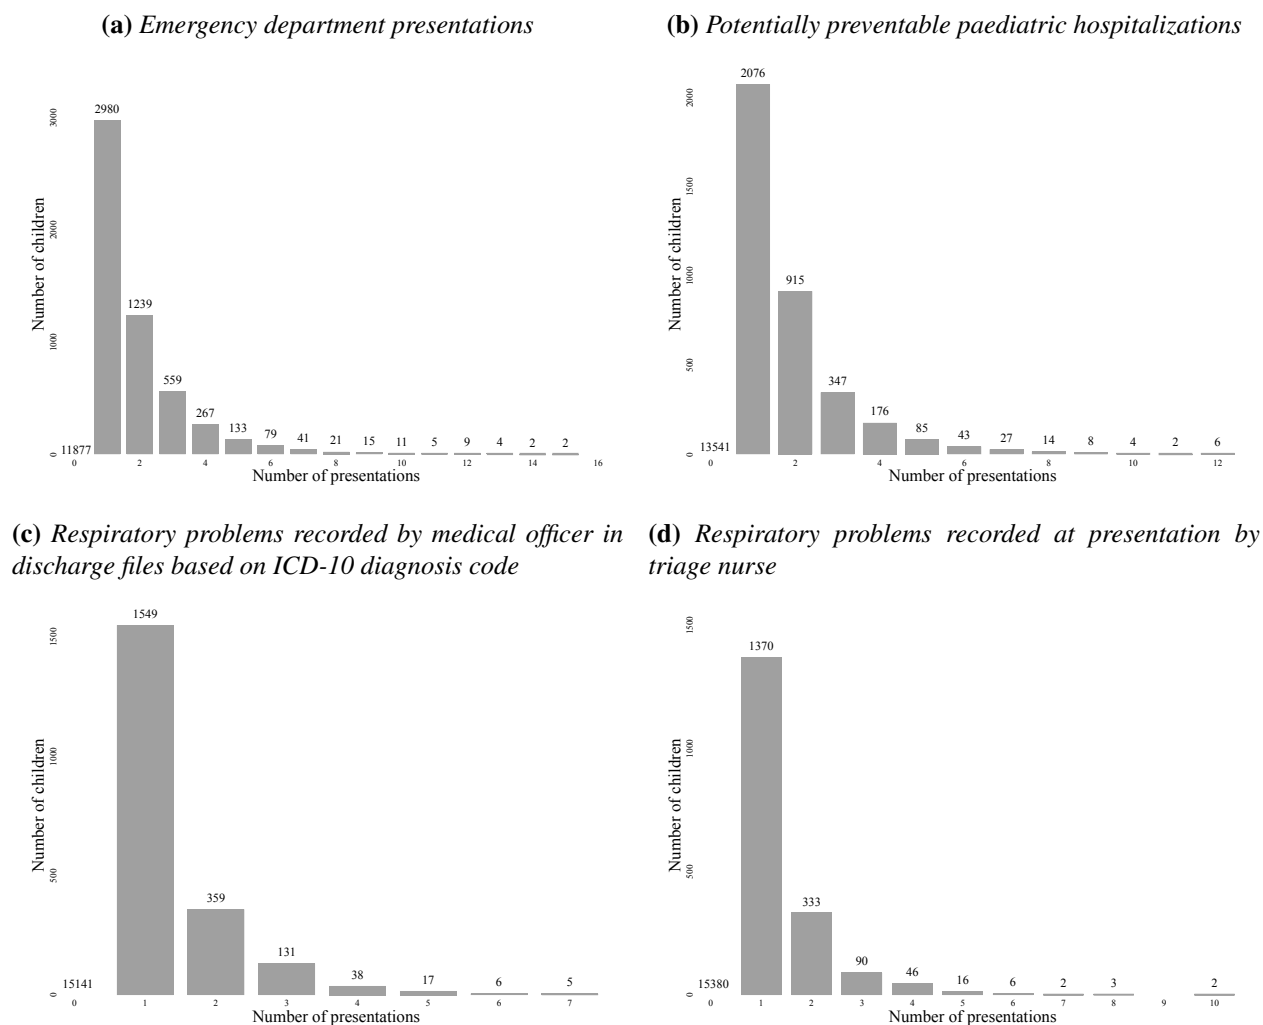 (a) Emergency department presentations
Number of children
0 1000 2000 3000
11877 2980 1239 559 267 133 79 41 21 15 11 5 9 4 2 2
0 2 4 6 8 10 12 14 16
Number of presentations
(b) Potentially preventable paediatric hospitalizations
Number of children
0 500 1000 1500 2000
13541 2076 915 347 176 85 43 27 14 8 4 2 6
0 2 4 6 8 10 12
Number of presentations
(c) Respiratory problems recorded by medical officer in
discharge files based on ICD-10 diagnosis code
Number of children
0 500 1000 1500
15141 1549 359 131 38 17 6 5
0 1 2 3 4 5 6 7
Number of presentations
(d) Respiratory problems recorded at presentation by
triage nurse
Number of children
0 500 1000 1500
15380 1370 333 90 46 16 6 2 3 2
0 1 2 3 4 5 6 7 8 9 10
Number of presentations